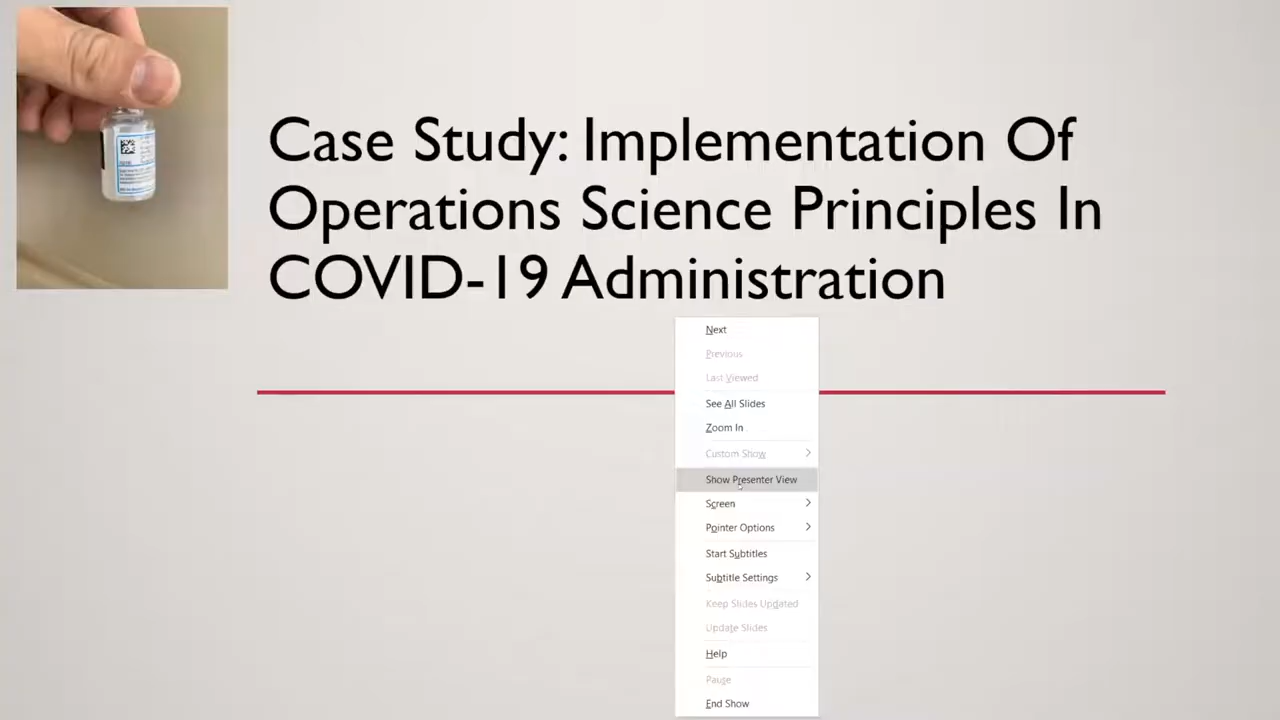 Case Study: Implementation Of
Operations Science Principles In
COVID-19 Administration
Next
Previous
Last Viewed
See All Slides
Zoom In
Custom Show
Show Presenter View
Screen
Pointer Options
Start Subtitles
Subtitle Settings
Keep Slides Updated
Update Slides
Help
Pause
End Show